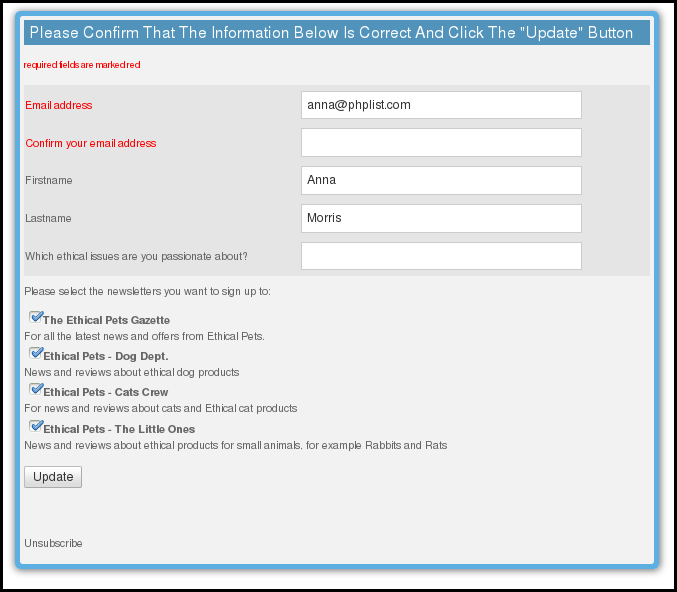 Please Confirm That The Information Below Is Correct And Click The "Update" Button
required fields are marked red
Email address anna@phplist.com
Confirm your email address
Firstname Anna
Lastname Morris
Which ethical issues are you passionate about?
Please select the newsletters you want to sign up to:
The Ethical Pets Gazette
For all the latest news and offers from Ethical Pets.
Ethical Pets - Dog Dept.
News and reviews about ethical dog products
Ethical Pets - Cats Crew
For news and reviews about cats and Ethical cat products
Ethical Pets - The Little Ones
News and reviews about ethical products for small animals. for example Rabbits and Rats
Update
Unsubscribe